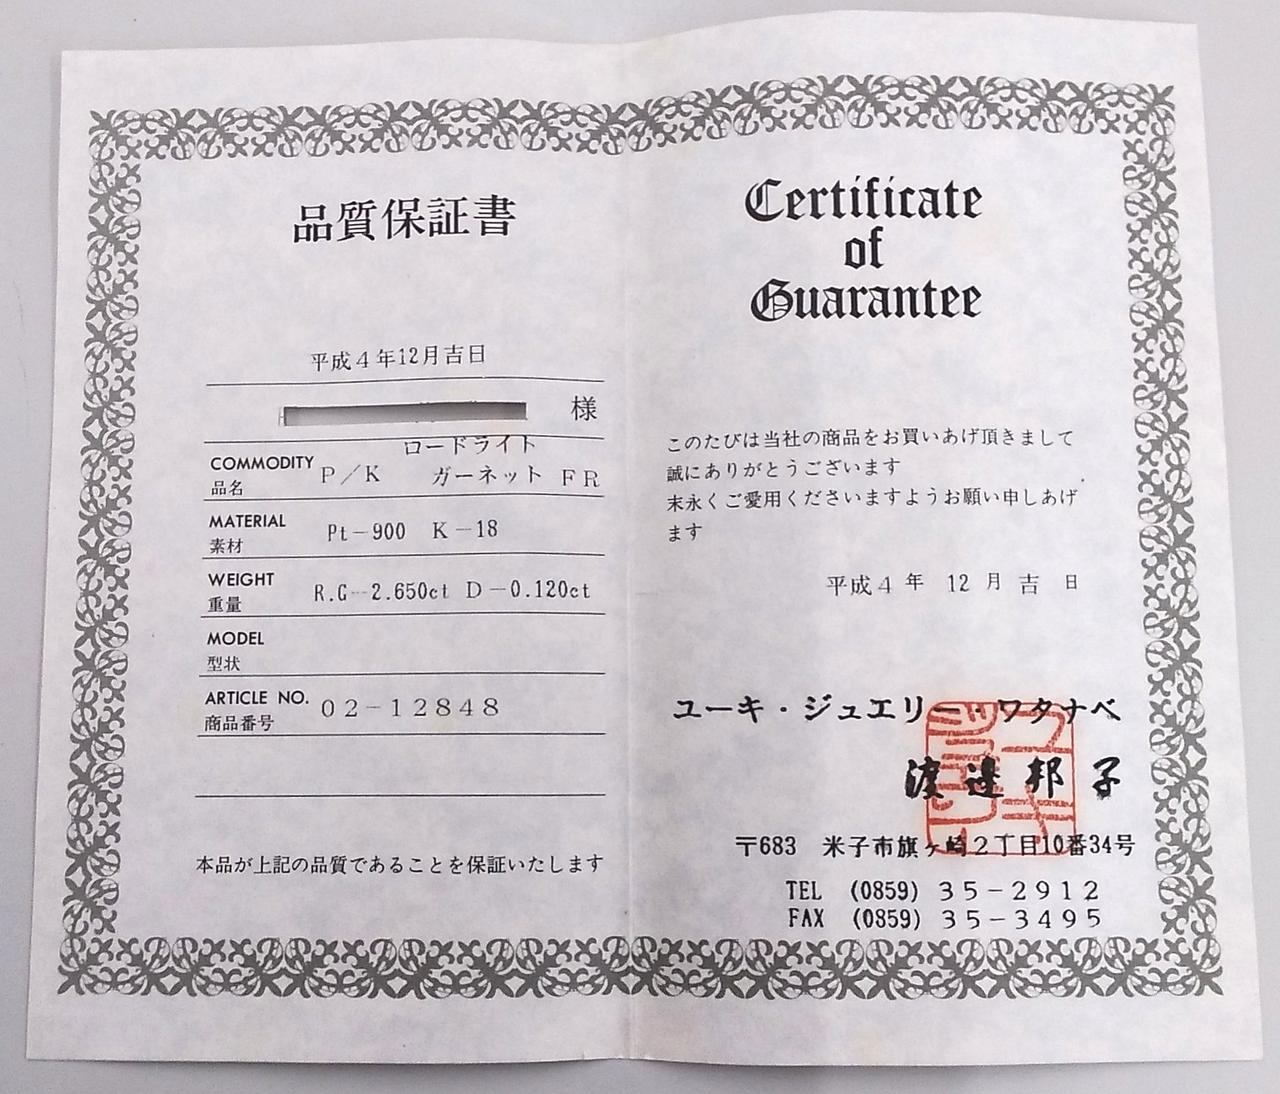 品質保証書
平成4年12月吉日
様
COMMODITY
品名
ロードライト
P/K ガーネット FR
MATERIAL
素材
Pt-900 K-18
WEIGHT
重量
R.G-2.650ct D-0.120ct
MODEL
型状
ARTICLE NO.
商品番号
02-12848
本品が上記の品質であることを保証いたします
Certificate
of
Guarantee
このたびは当社の商品をお買いあげ頂きまして
誠にありがとうございます
末永くご愛用くださいますようお願い申しあげ
ます
平成4年 12月吉日
ユーキ・ジュエリー・ワタナベ
渡邉邦子
〒683 米子市旗ヶ崎2丁目10番34号
TEL (0859) 35-2912
FAX (0859) 35-3495